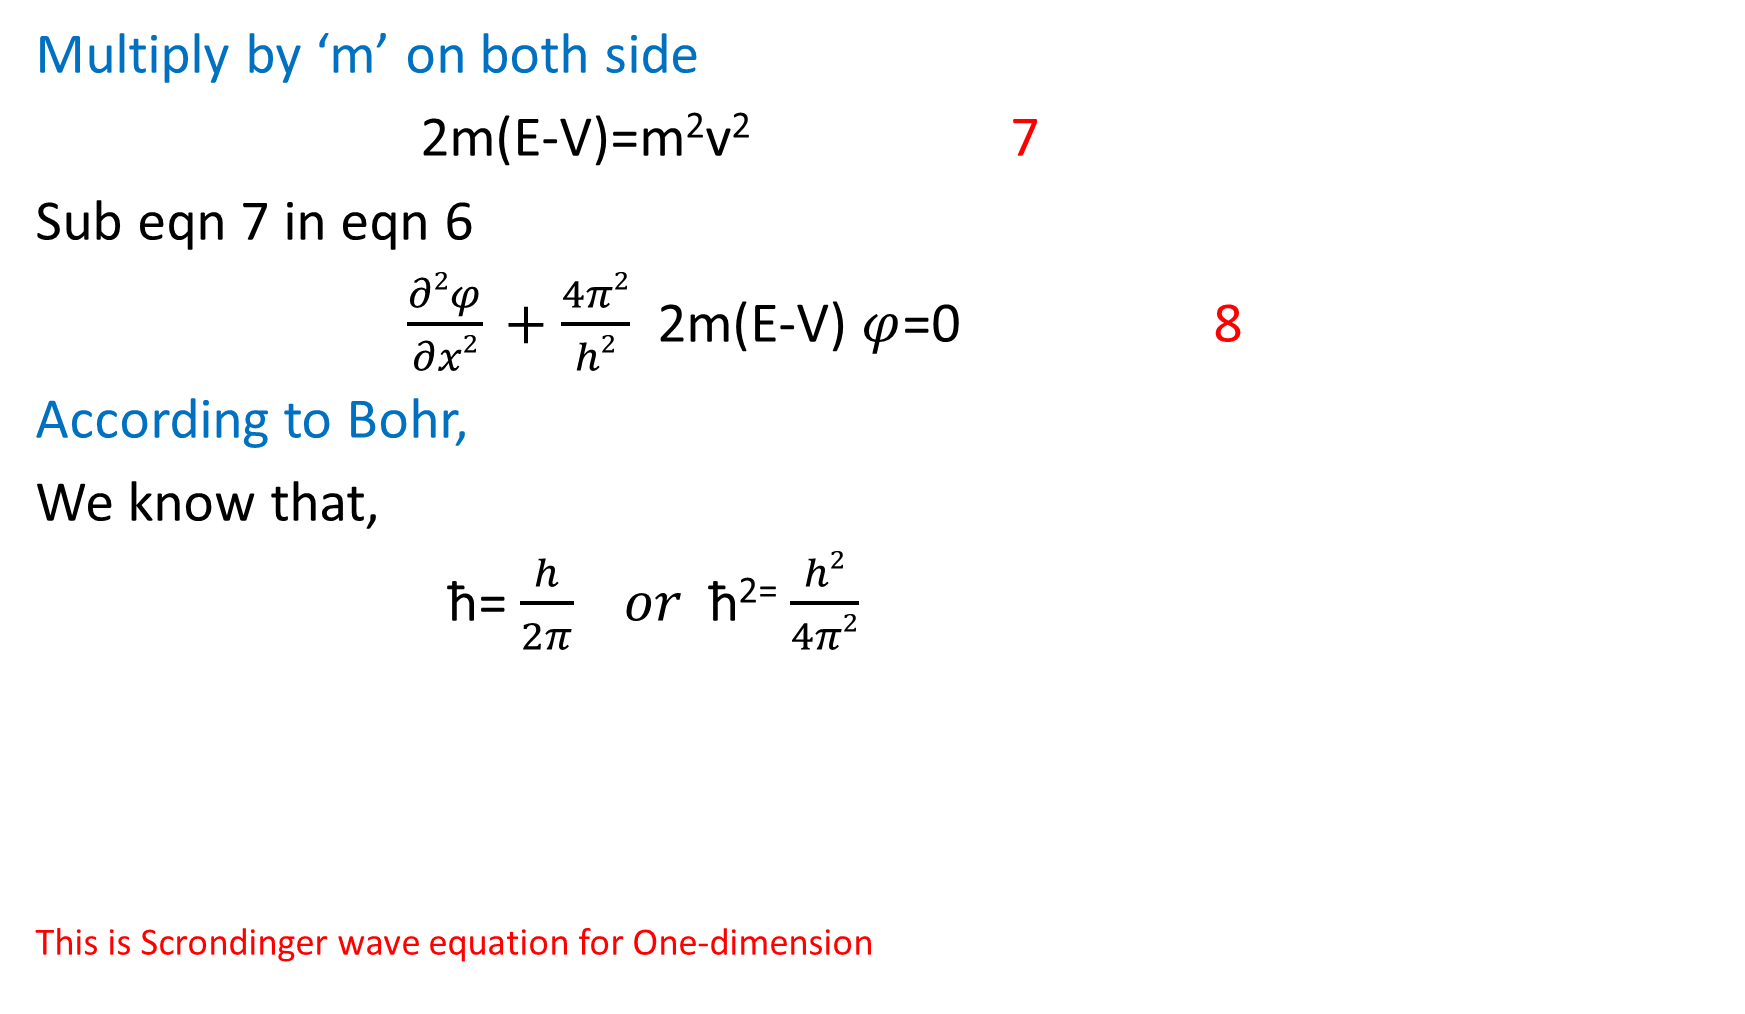 Multiply by ‘m’ on both side
2m(E-V)=m²v² 7
Sub eqn 7 in eqn 6
∂²φ/∂x² + 4π²/h² 2m(E-V) φ=0 8
According to Bohr,
We know that,
ħ= h/2π or ħ²⁼ h²/4π²
This is Scrondinger wave equation for One-dimension